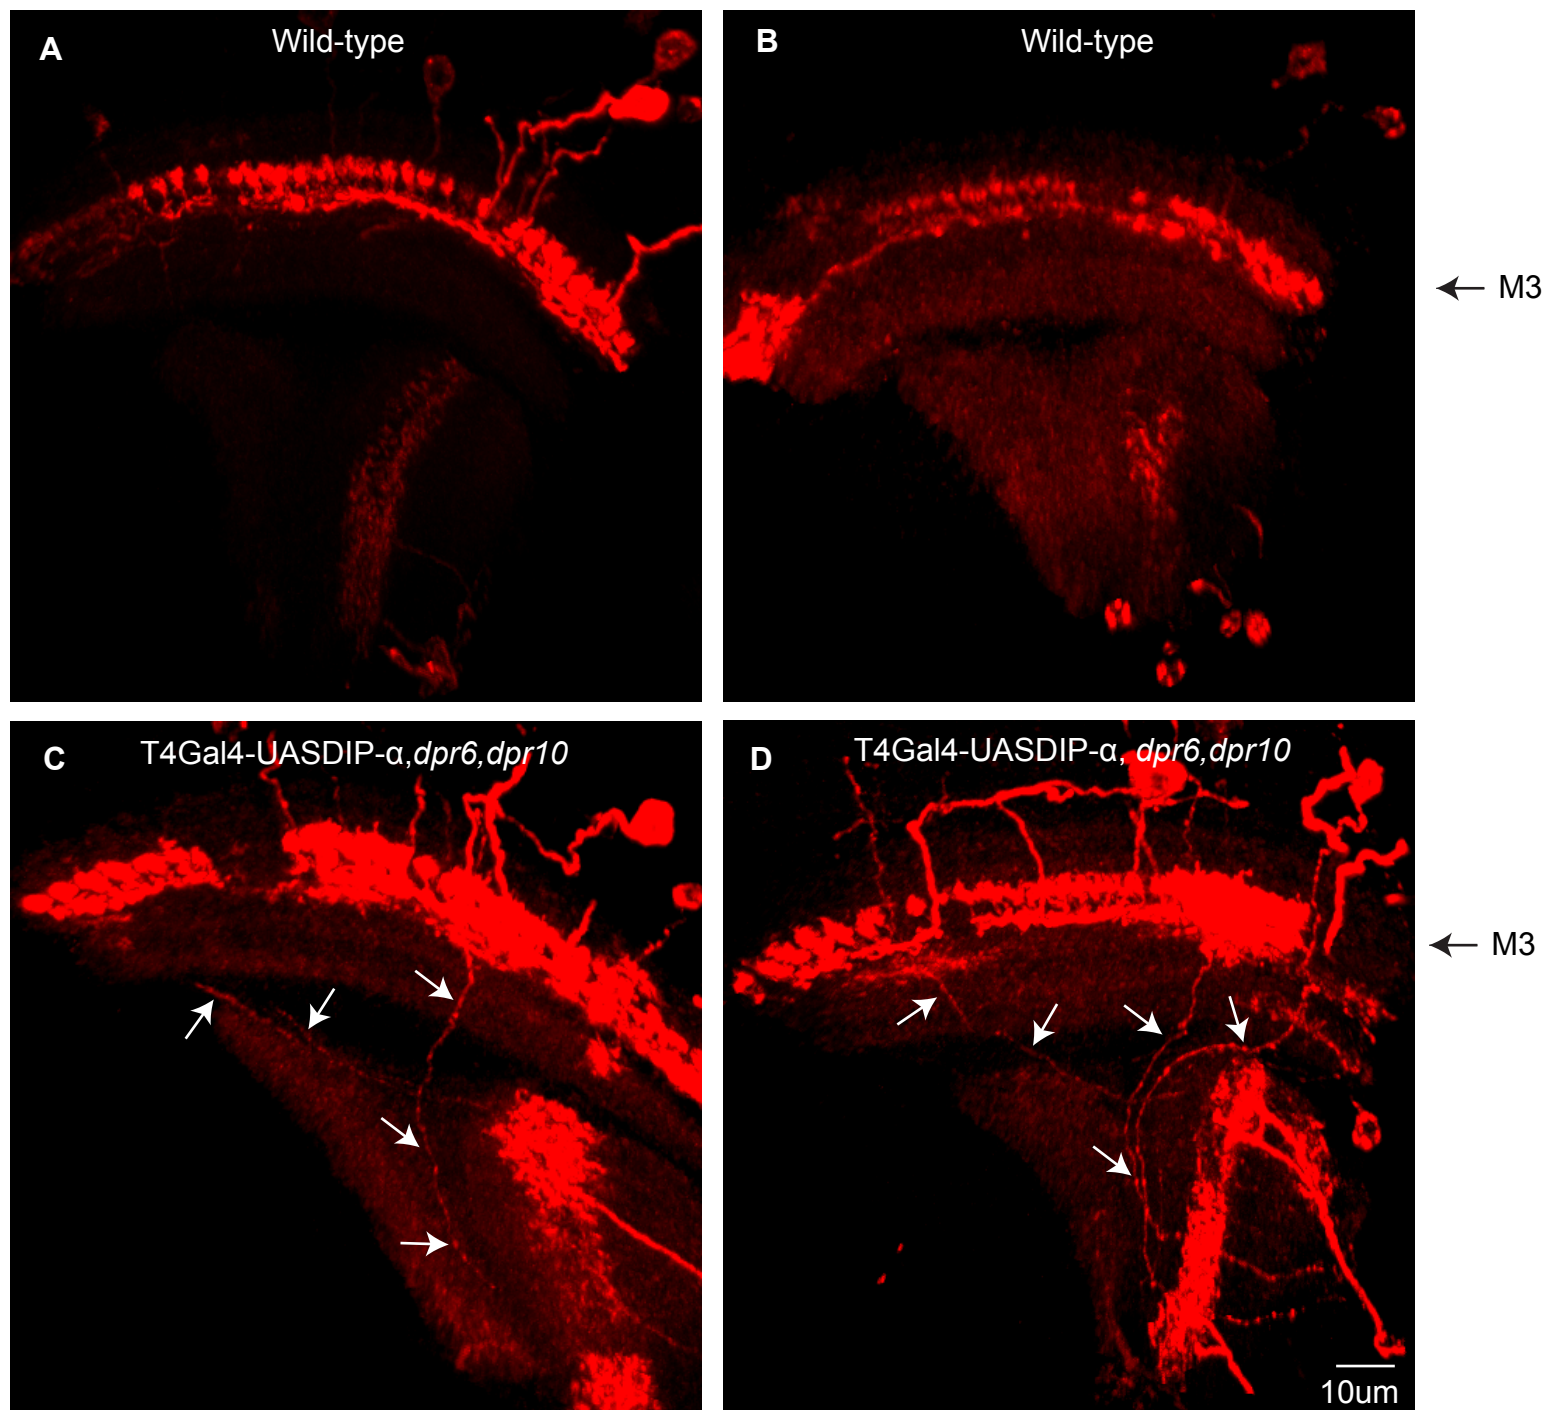 A
Wild-type
B
Wild-type
M3
C
T4Gal4-UASDIP-α,dpr6,dpr10
D
T4Gal4-UASDIP-α, dpr6,dpr10
M3
10um